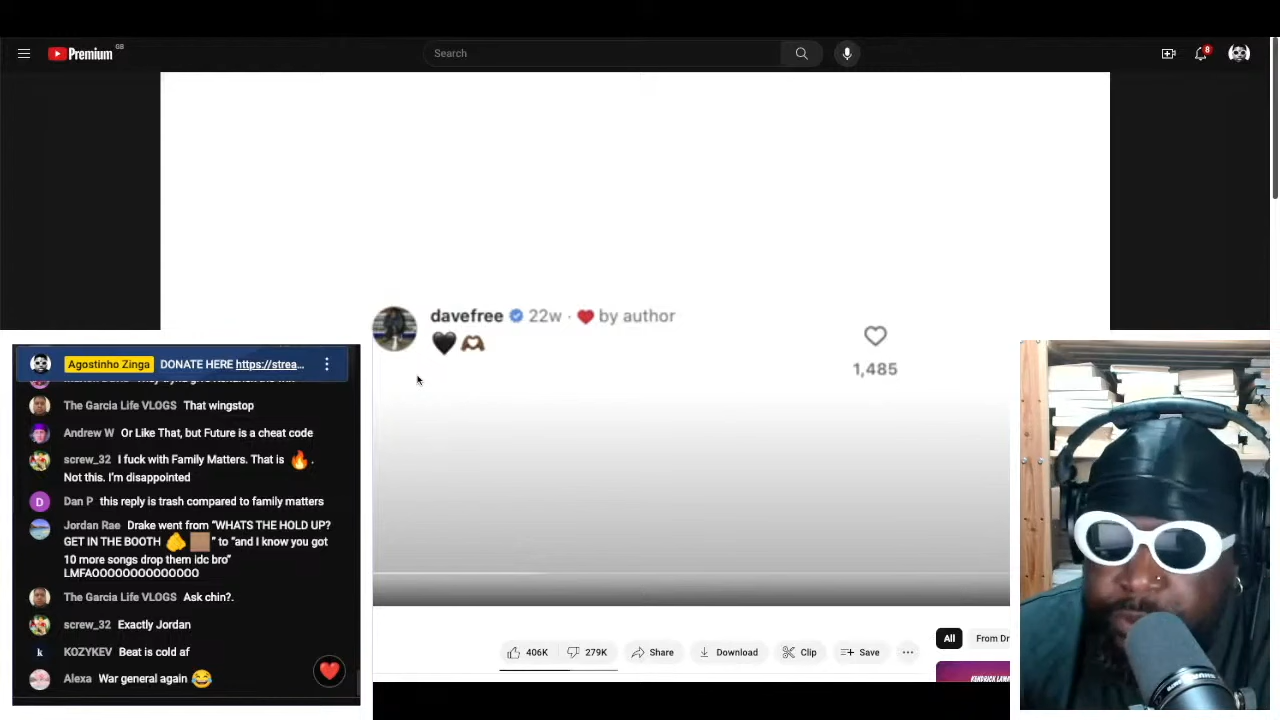 Premium GB
Search
8
davefree 22w · ❤️ by author
🖤 🫶🏾
1,485
Agostinho Zinga DONATE HERE https://strea...
The Garcia Life VLOGS That wingstop
Andrew W Or Like That, but Future is a cheat code
screw_32 I fuck with Family Matters. That is 🔥.
Not this. I'm disappointed
Dan P this reply is trash compared to family matters
Jordan Rae Drake went from “WHATS THE HOLD UP?
GET IN THE BOOTH 🫵🏽” to “and I know you got
10 more songs drop them idc bro”
LMFAOOOOOOOOOOOOOO
The Garcia Life VLOGS Ask chin?.
screw_32 Exactly Jordan
KOZYKEV Beat is cold af
Alexa War general again 😂
406K 279K Share Download Clip Save ...
All From Dr
KENDRICK LAM